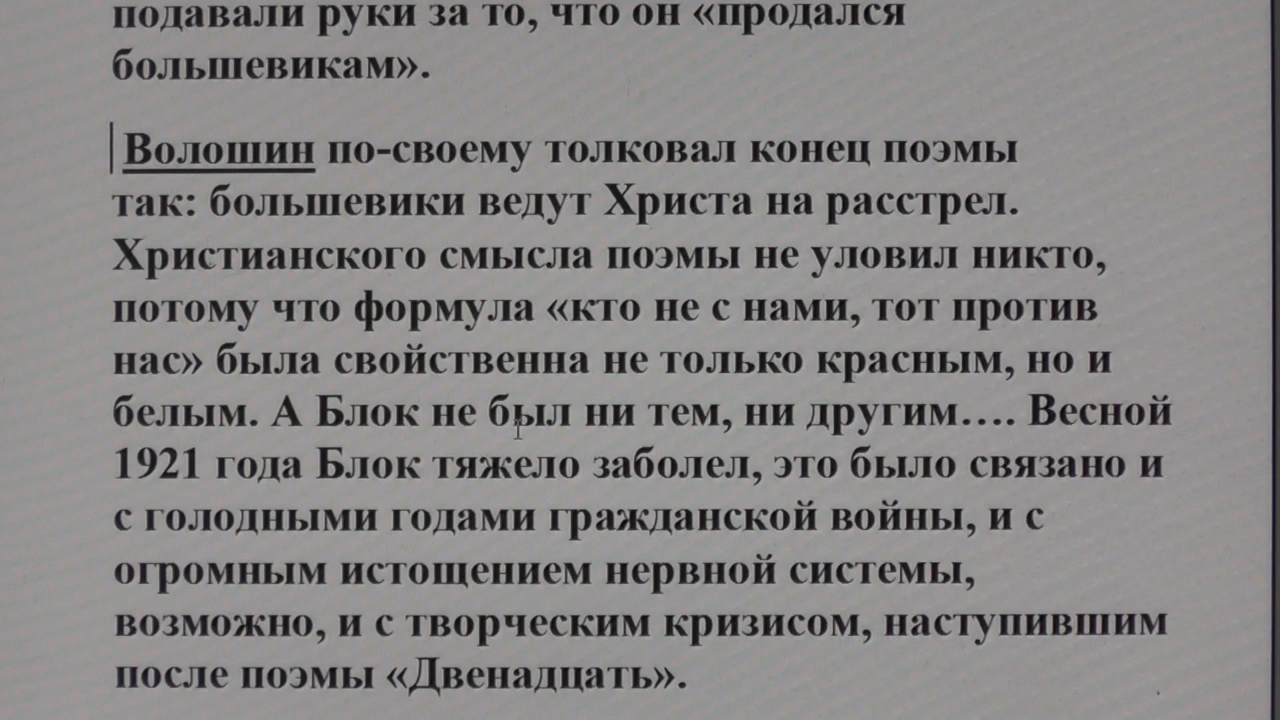 подавали руки за то, что он «продался
большевикам».
Волошин по-своему толковал конец поэмы
так: большевики ведут Христа на расстрел.
Христианского смысла поэмы не уловил никто,
потому что формула «кто не с нами, тот против
нас» была свойственна не только красным, но и
белым. А Блок не был ни тем, ни другим…. Весной
1921 года Блок тяжело заболел, это было связано и
с голодными годами гражданской войны, и с
огромным истощением нервной системы,
возможно, и с творческим кризисом, наступившим
после поэмы «Двенадцать».